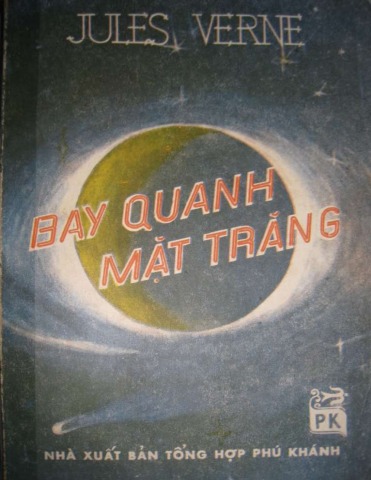 JULES VERNE
BAY QUANH
MẶT TRĂNG
PK
NHÀ XUẤT BẢN TỔNG HỢP PHÚ KHÁNH